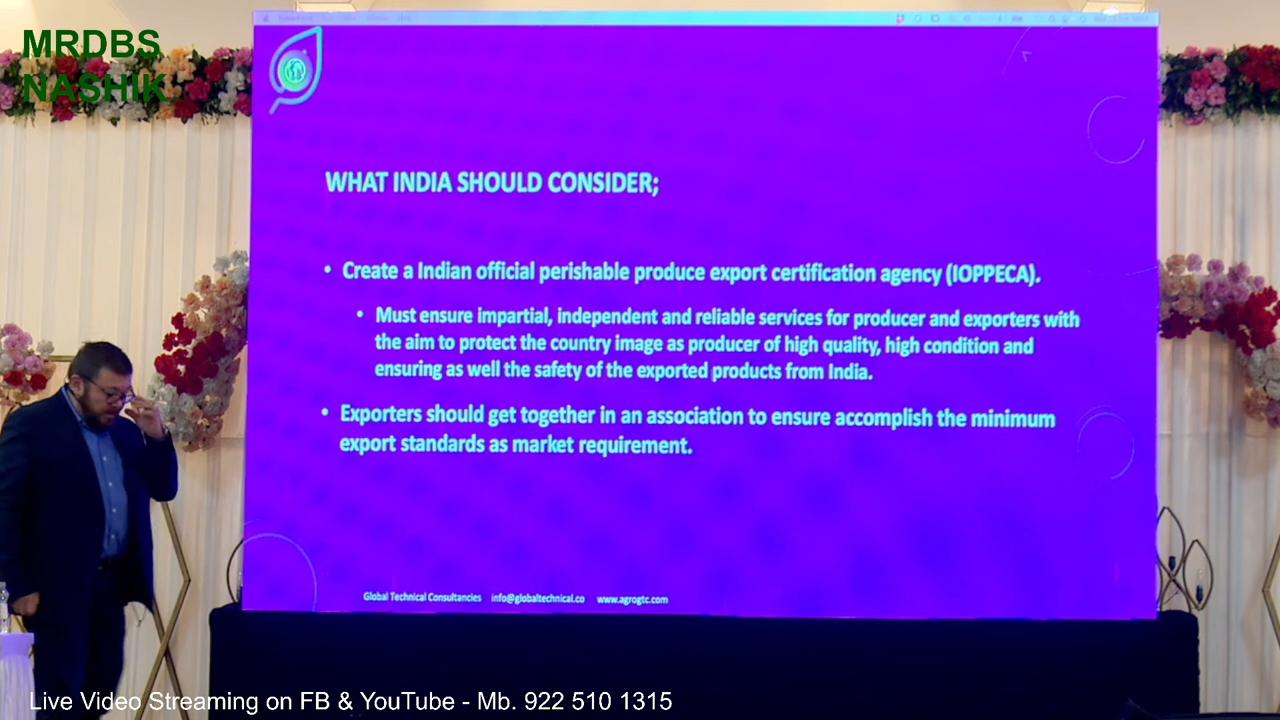 MRDBS
NASHIK
WHAT INDIA SHOULD CONSIDER;
• Create a Indian official perishable produce export certification agency (IOPPECA).
• Must ensure impartial, independent and reliable services for producer and exporters with
the aim to protect the country image as producer of high quality, high condition and
ensuring as well the safety of the exported products from India.
• Exporters should get together in an association to ensure accomplish the minimum
export standards as market requirement.
Global Technical Consultancies info@globaltechnical.co www.agrogtc.com
Live Video Streaming on FB & YouTube - Mb. 922 510 1315